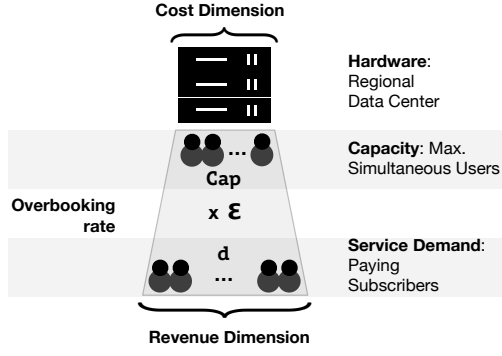 Cost Dimension
Hardware:
Regional
Data Center
...
Capacity: Max.
Simultaneous Users
Cap
Overbooking
rate
x ε
d
Service Demand:
Paying
Subscribers
...
Revenue Dimension